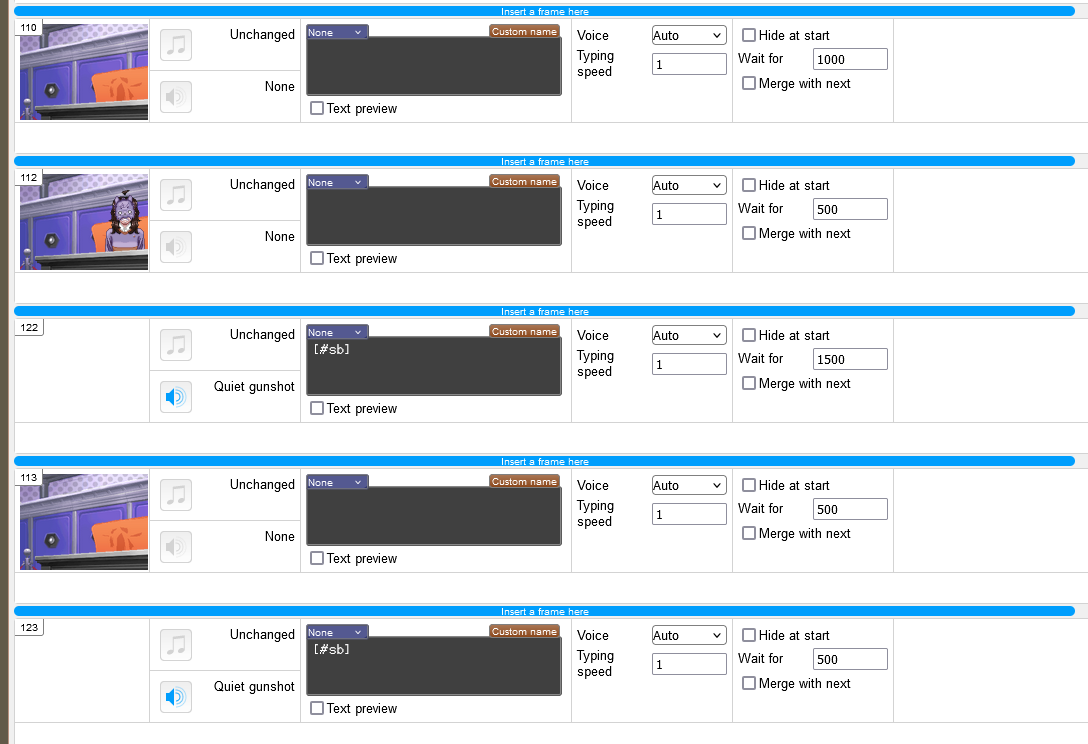 Insert a frame here
110
Unchanged
None
None
Custom name
Text preview
Voice
Auto
Typing speed
1
Hide at start
Wait for
1000
Merge with next
Insert a frame here
112
Unchanged
None
None
Custom name
Text preview
Voice
Auto
Typing speed
1
Hide at start
Wait for
500
Merge with next
Insert a frame here
122
Unchanged
Quiet gunshot
None
Custom name
[#sb]
Text preview
Voice
Auto
Typing speed
1
Hide at start
Wait for
1500
Merge with next
Insert a frame here
113
Unchanged
None
None
Custom name
Text preview
Voice
Auto
Typing speed
1
Hide at start
Wait for
500
Merge with next
Insert a frame here
123
Unchanged
Quiet gunshot
None
Custom name
[#sb]
Text preview
Voice
Auto
Typing speed
1
Hide at start
Wait for
500
Merge with next